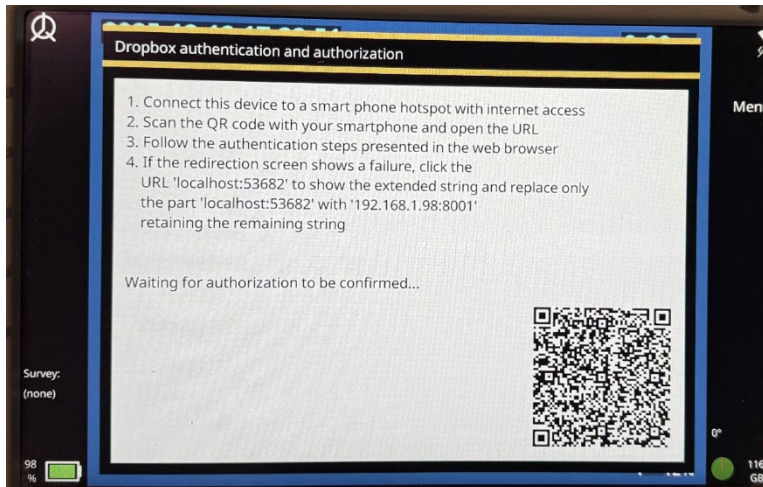 Dropbox authentication and authorization
1. Connect this device to a smart phone hotspot with internet access
2. Scan the QR code with your smartphone and open the URL
3. Follow the authentication steps presented in the web browser
4. If the redirection screen shows a failure, click the
URL 'localhost:53682' to show the extended string and replace only
the part 'localhost:53682' with '192.168.1.98:8001'
retaining the remaining string
Waiting for authorization to be confirmed...
Men
Survey:
(none)
0°
98
%
116
GB